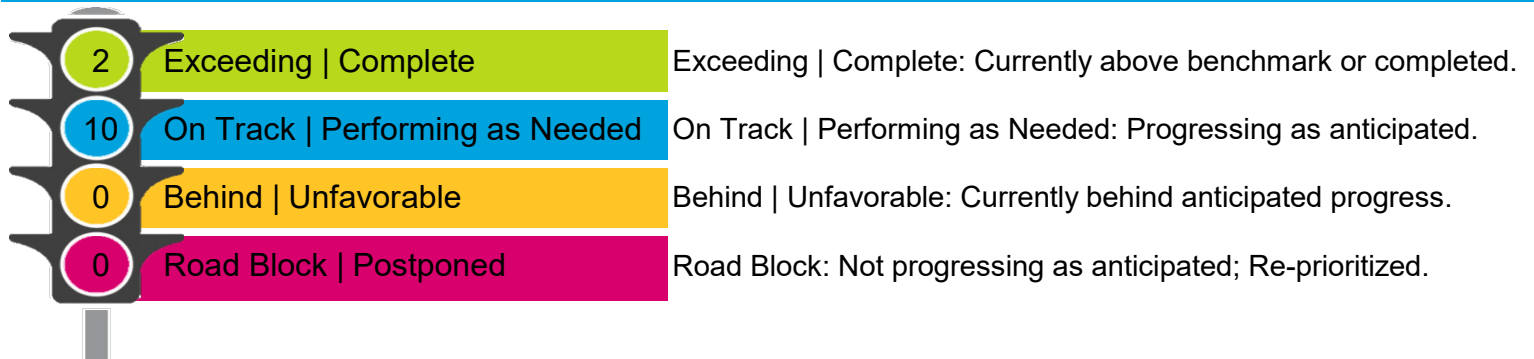 2 Exceeding | Complete Exceeding | Complete: Currently above benchmark or completed.
10 On Track | Performing as Needed On Track | Performing as Needed: Progressing as anticipated.
0 Behind | Unfavorable Behind | Unfavorable: Currently behind anticipated progress.
0 Road Block | Postponed Road Block: Not progressing as anticipated; Re-prioritized.